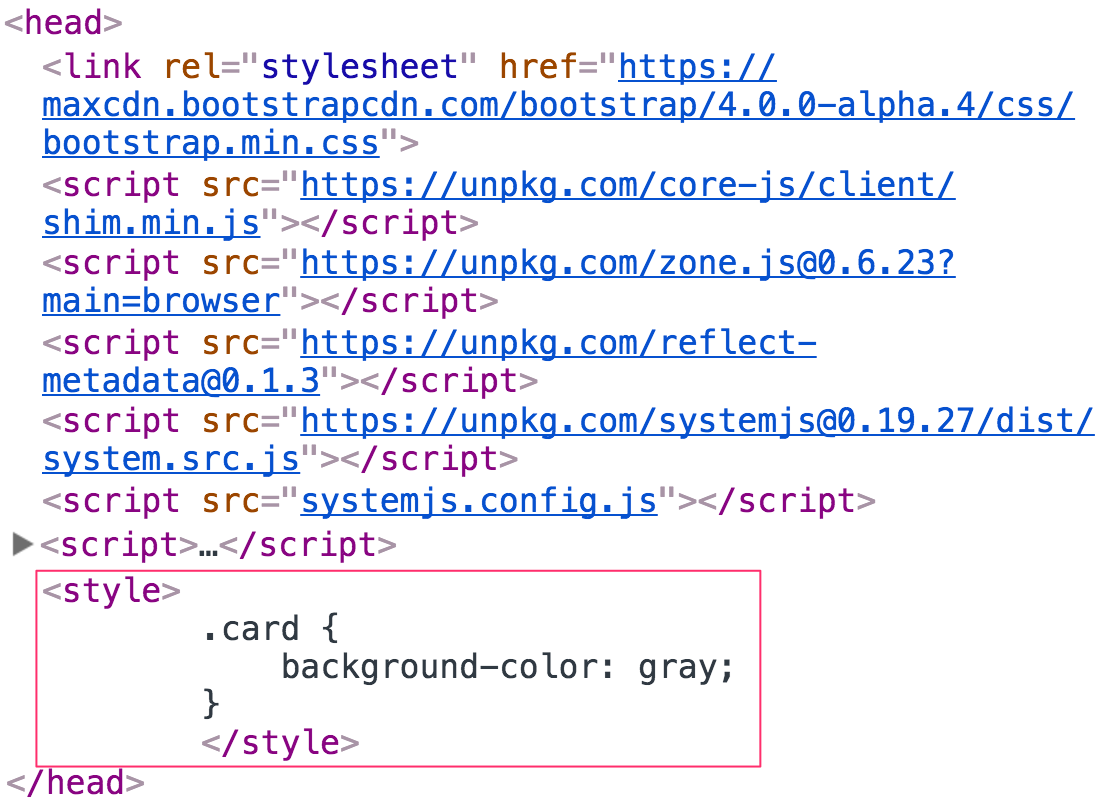 <head>
<link rel="stylesheet" href="https://
maxcdn.bootstrapcdn.com/bootstrap/4.0.0-alpha.4/css/
bootstrap.min.css">
<script src="https://unpkg.com/core-js/client/
shim.min.js"></script>
<script src="https://unpkg.com/zone.js@0.6.23?
main=browser"></script>
<script src="https://unpkg.com/reflect-
metadata@0.1.3"></script>
<script src="https://unpkg.com/systemjs@0.19.27/dist/
system.src.js"></script>
<script src="systemjs.config.js"></script>
<script>…</script>
<style>
.card {
background-color: gray;
}
</style>
</head>